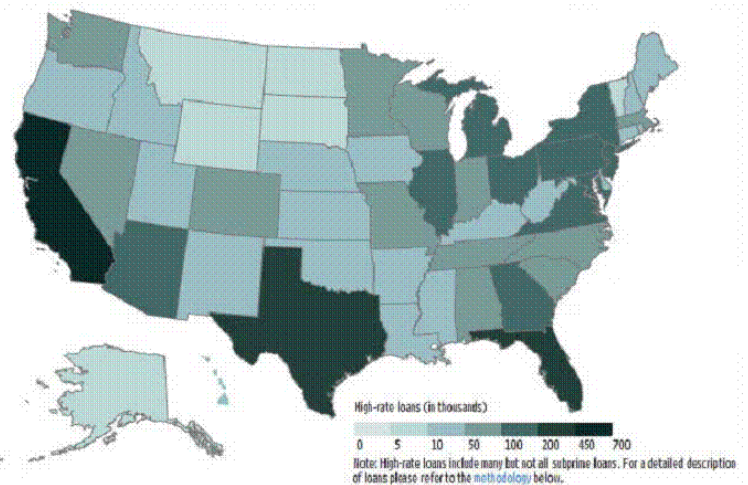 High-rate loans (in thousands)
0 5 10 50 100 200 450 700
Note: High-rate loans include many but not all subprime loans. For a detailed description
of loans please refer to the methodology below.